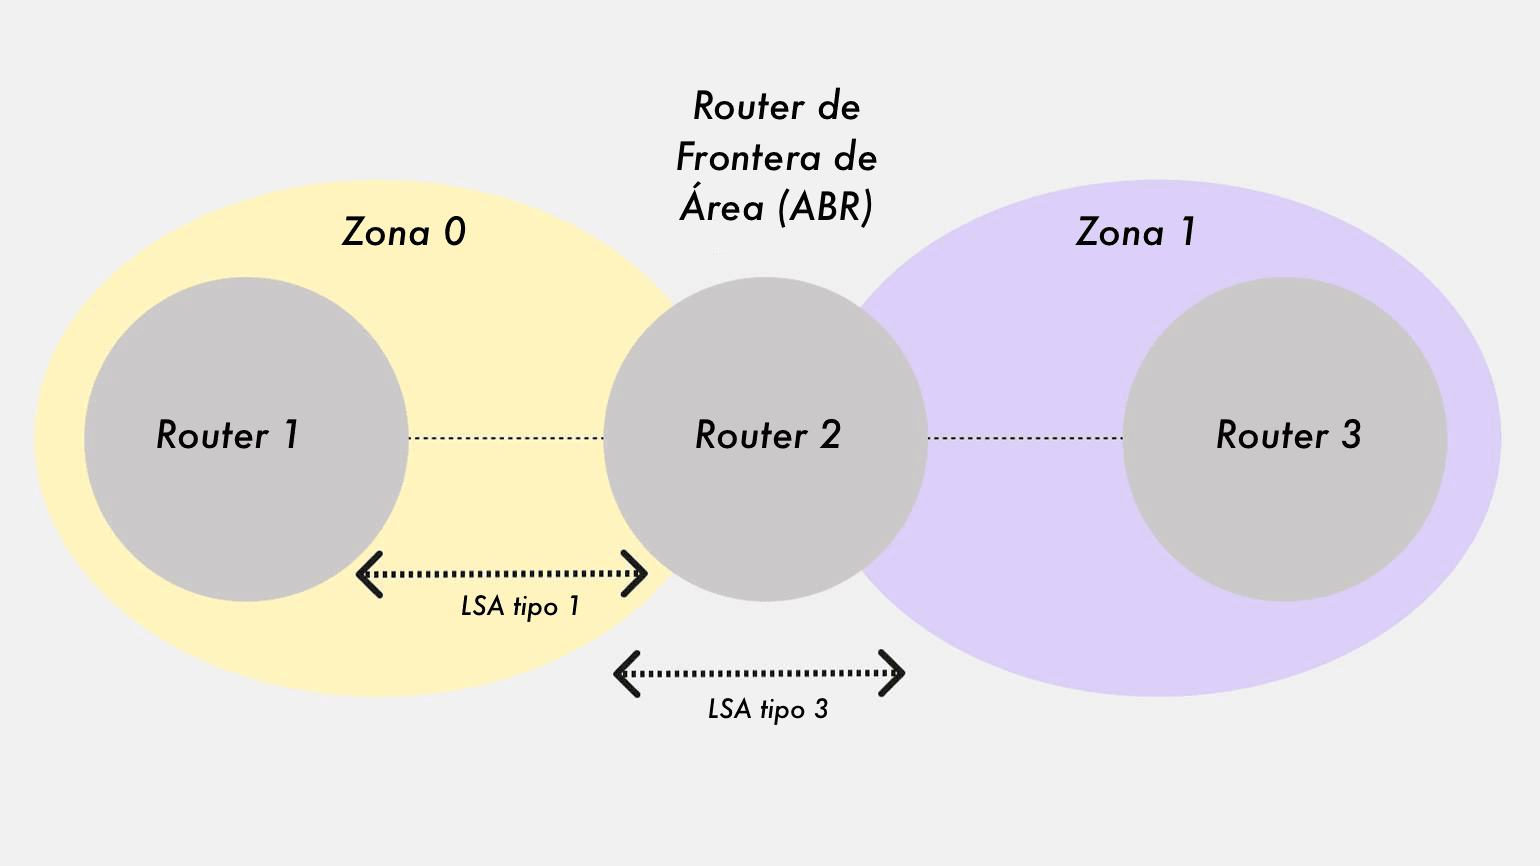 Router de
Frontera de
Área (ABR)
Zona 0
Zona 1
Router 1
Router 2
Router 3
LSA tipo 1
LSA tipo 3